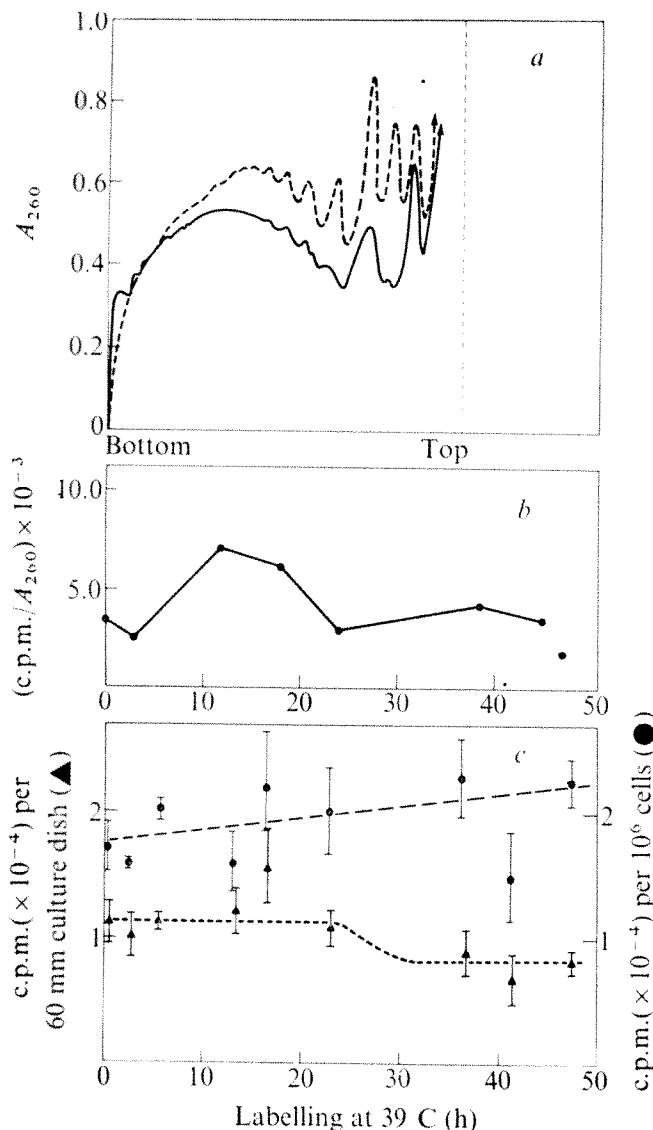 1.0
a
0.8
0.6
A260
0.4
0.2
0
Bottom Top
10.0
b
(c.p.m./A260) × 10−3
5.0
0 10 20 30 40 50
c
c.p.m.(× 10−4) per
60 mm culture dish (▲)
2
1
2
1
c.p.m.(× 10−4) per 106 cells (●)
0 10 20 30 40 50
Labelling at 39 C (h)